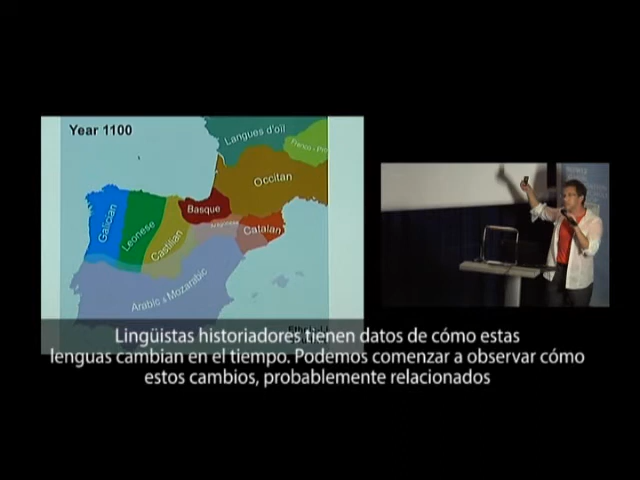 Year 1100
Langues d'oïl
Occitan
Basque
Galician
Leonese
Castilian
Catalan
Arabic & Mozarabic
Lingüistas historiadores tienen datos de cómo estas
lenguas cambian en el tiempo. Podemos comenzar a observar cómo
estos cambios, probablemente relacionados